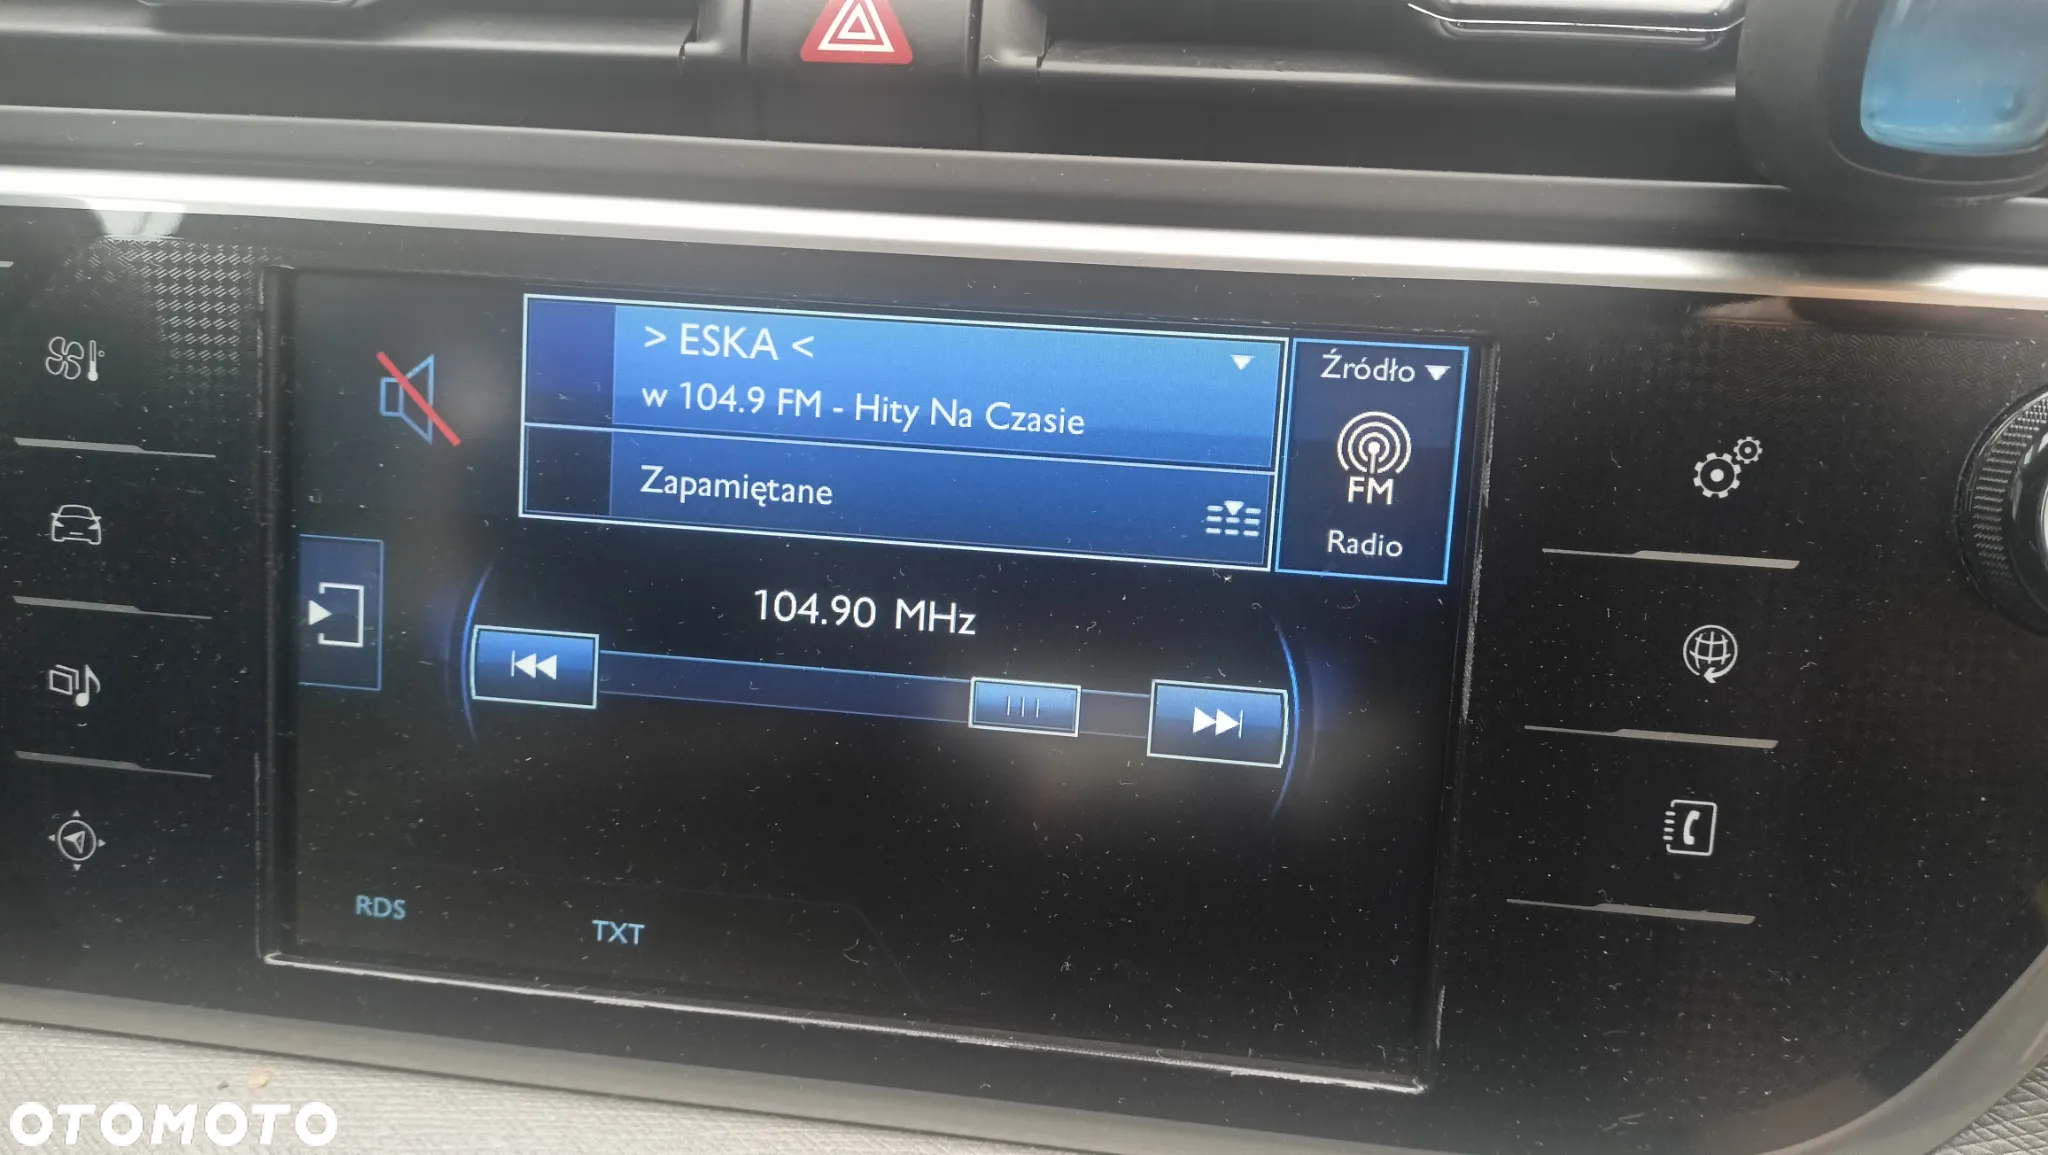 > ESKA <
w 104.9 FM - Hity Na Czasie
Zapamiętane
Źródło
FM
Radio
104.90 MHz
RDS
TXT
OTOMOTO